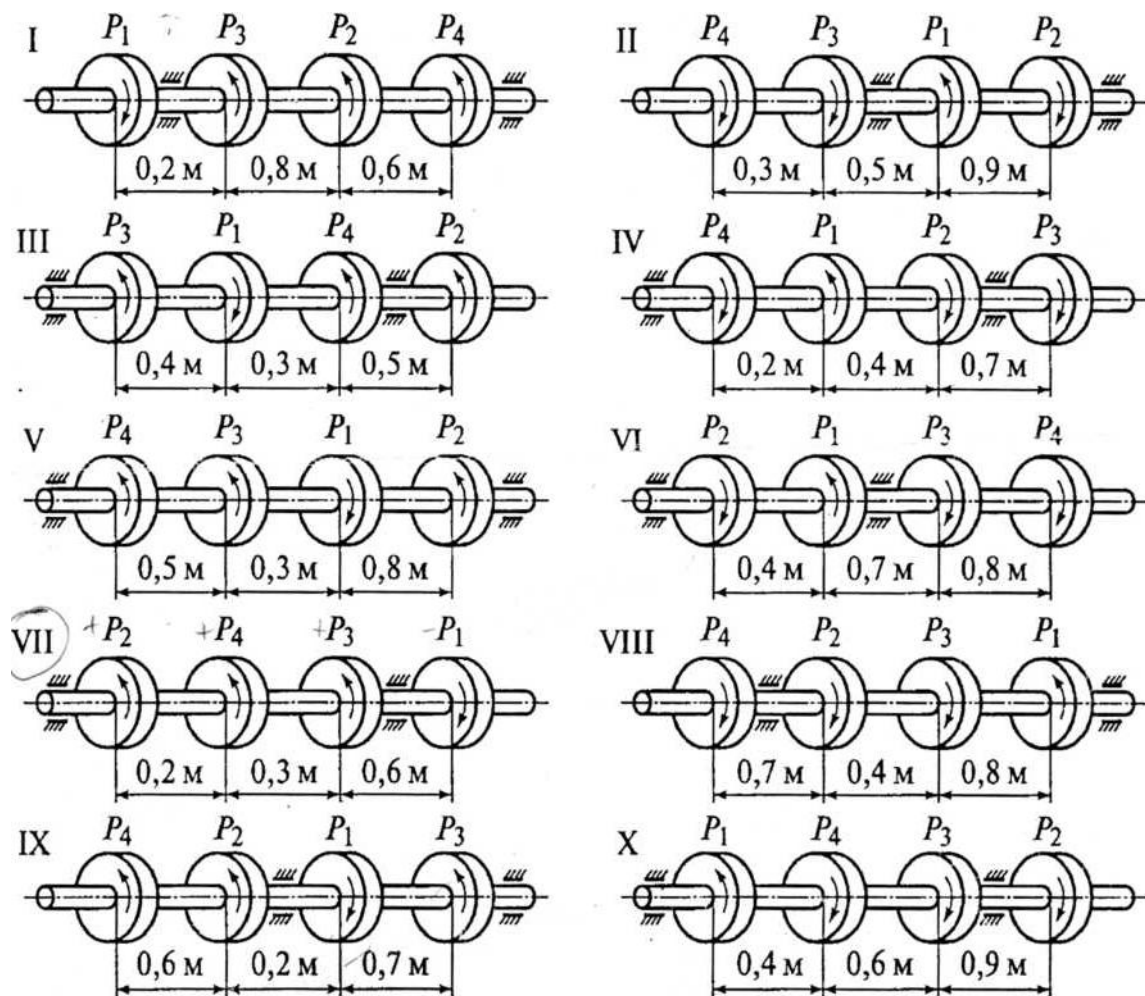 I P1 P3 P2 P4
0,2 м 0,8 м 0,6 м
II P4 P3 P1 P2
0,3 м 0,5 м 0,9 м
III P3 P1 P4 P2
0,4 м 0,3 м 0,5 м
IV P4 P1 P2 P3
0,2 м 0,4 м 0,7 м
V P4 P3 P1 P2
0,5 м 0,3 м 0,8 м
VI P2 P1 P3 P4
0,4 м 0,7 м 0,8 м
VII + P2 + P4 + P3 - P1
0,2 м 0,3 м 0,6 м
VIII P4 P2 P3 P1
0,7 м 0,4 м 0,8 м
IX P4 P2 P1 P3
0,6 м 0,2 м 0,7 м
X P1 P4 P3 P2
0,4 м 0,6 м 0,9 м